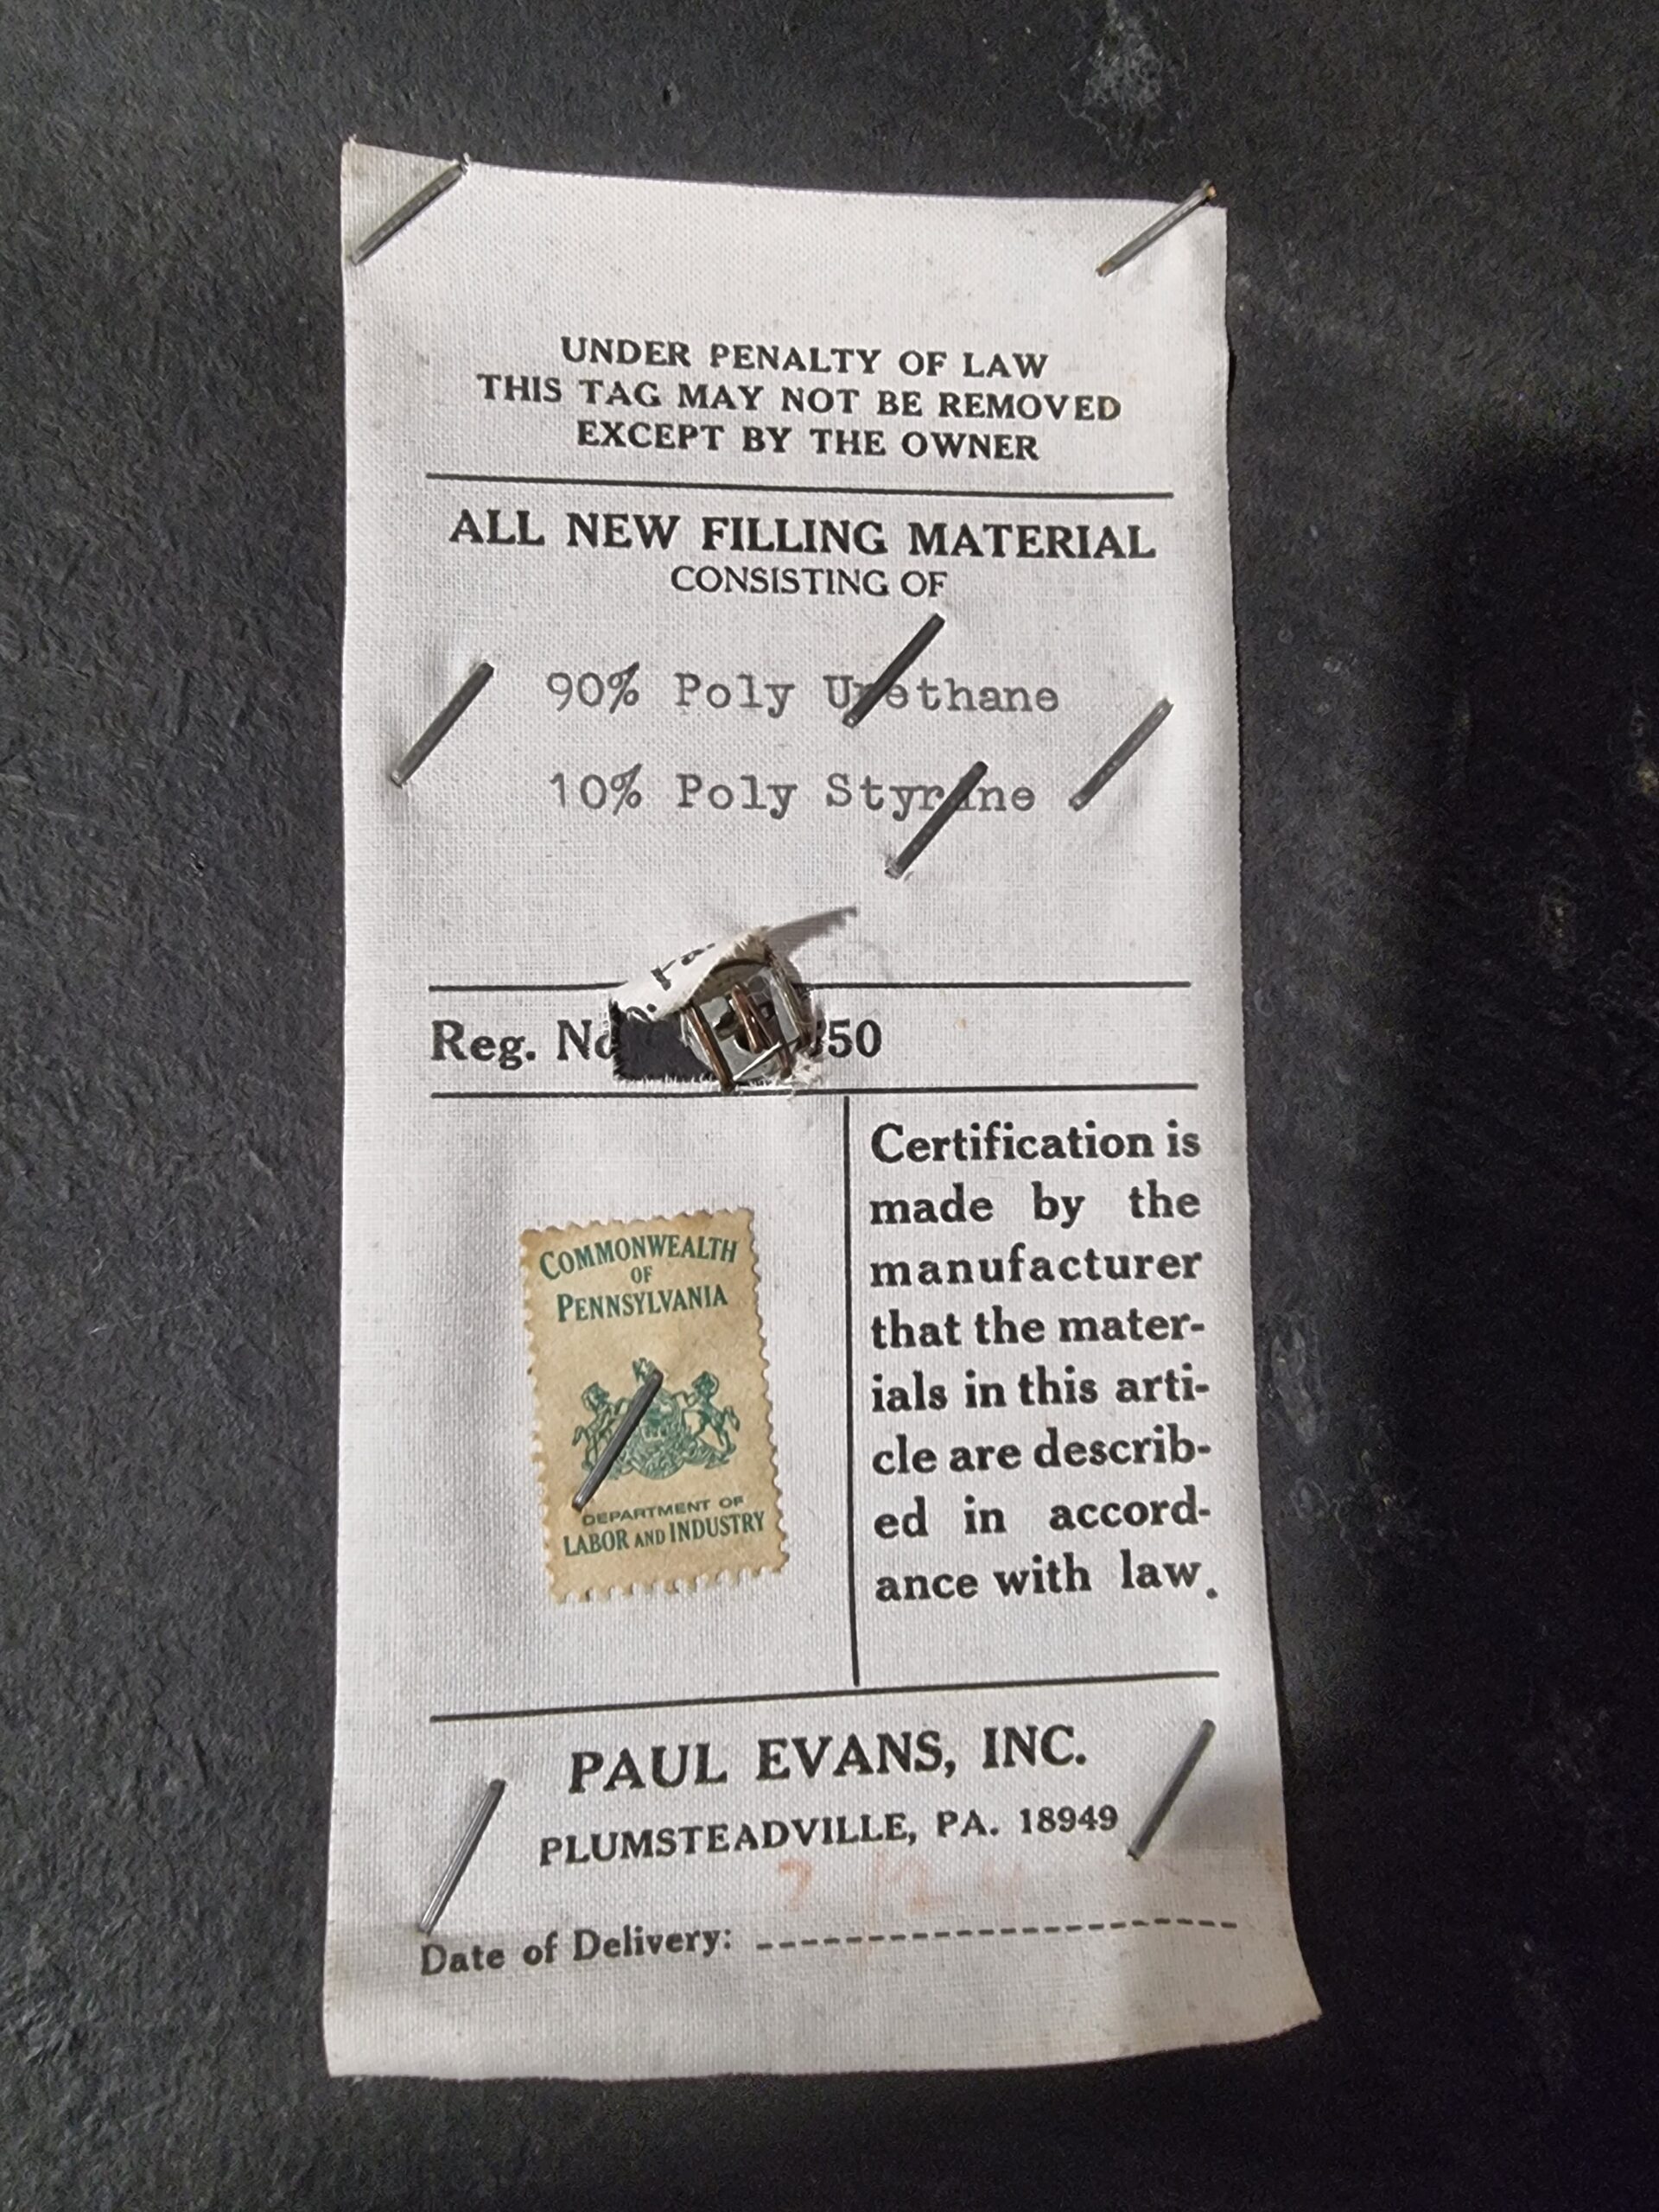 UNDER PENALTY OF LAW
THIS TAG MAY NOT BE REMOVED
EXCEPT BY THE OWNER
ALL NEW FILLING MATERIAL
CONSISTING OF
90% Poly Urethane
10% Poly Styrene
Reg. No 50
COMMONWEALTH
OF
PENNSYLVANIA
DEPARTMENT OF
LABOR AND INDUSTRY
Certification is
made by the
manufacturer
that the mater-
ials in this arti-
cle are describ-
ed in accord-
ance with law.
PAUL EVANS, INC.
PLUMSTEADVILLE, PA. 18949
Date of Delivery: